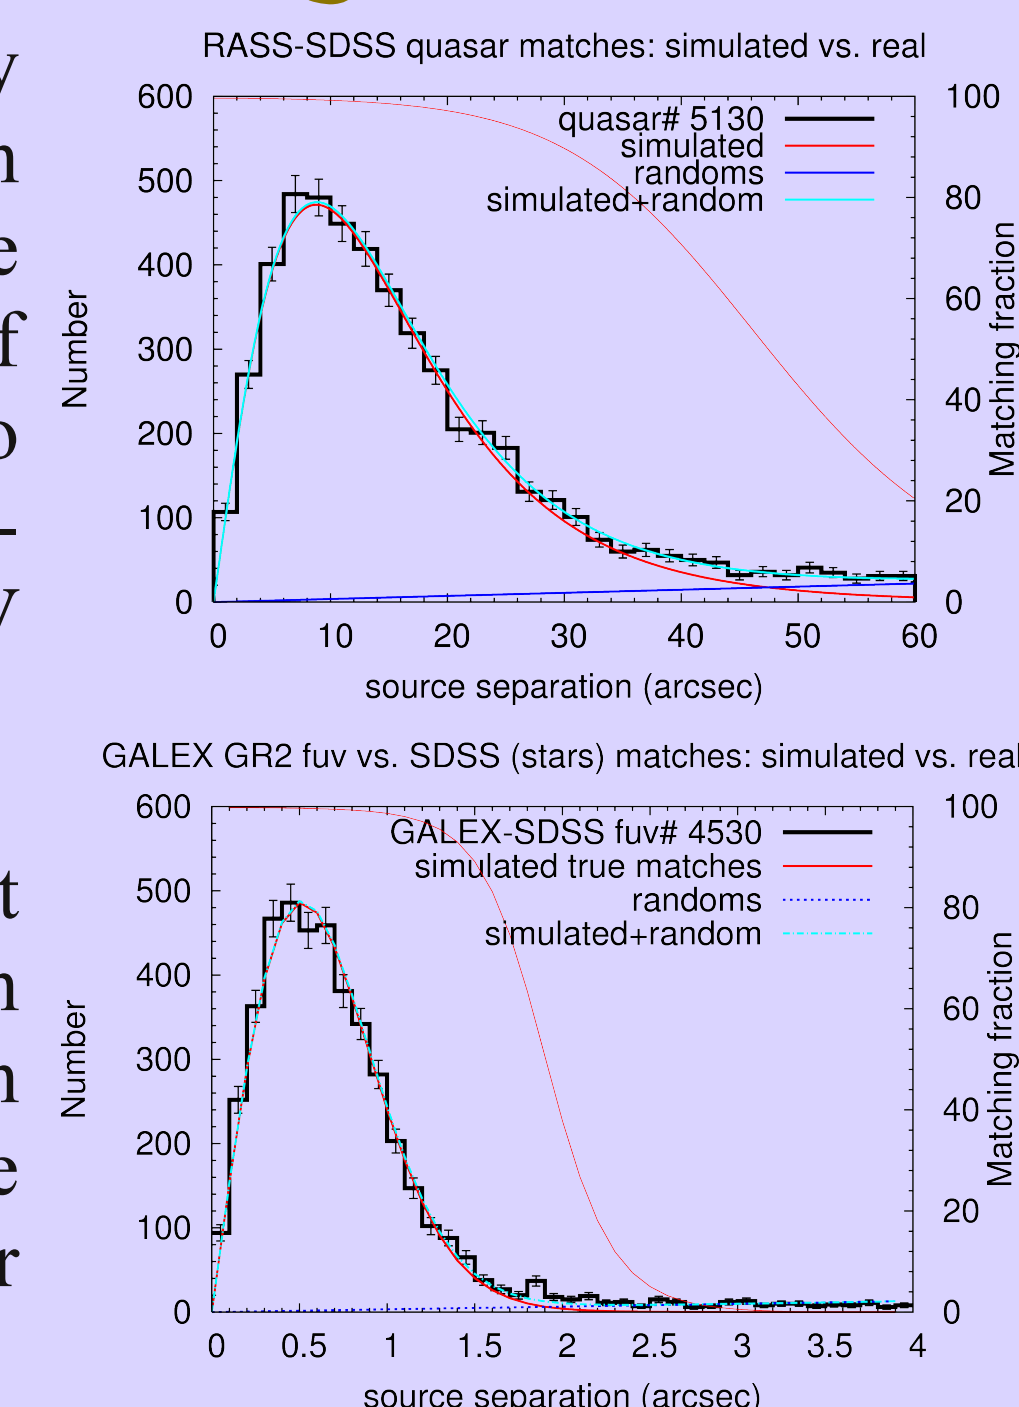 RASS-SDSS quasar matches: simulated vs. real
600
500
400
300
200
100
0
Number
quasar# 5130
simulated
randoms
simulated+random
100
80
60
40
20
0
Matching fraction
0 10 20 30 40 50 60
source separation (arcsec)
GALEX GR2 fuv vs. SDSS (stars) matches: simulated vs. real
600
500
400
300
200
100
0
Number
GALEX-SDSS fuv# 4530
simulated true matches
randoms
simulated+random
100
80
60
40
20
0
Matching fraction
0 0.5 1 1.5 2 2.5 3 3.5 4
source separation (arcsec)